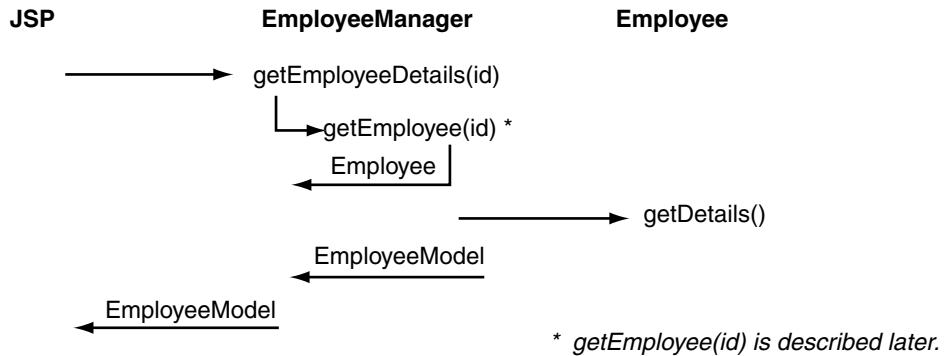 JSP EmployeeManager Employee
getEmployeeDetails(id)
getEmployee(id) *
Employee
getDetails()
EmployeeModel
EmployeeModel
* getEmployee(id) is described later.